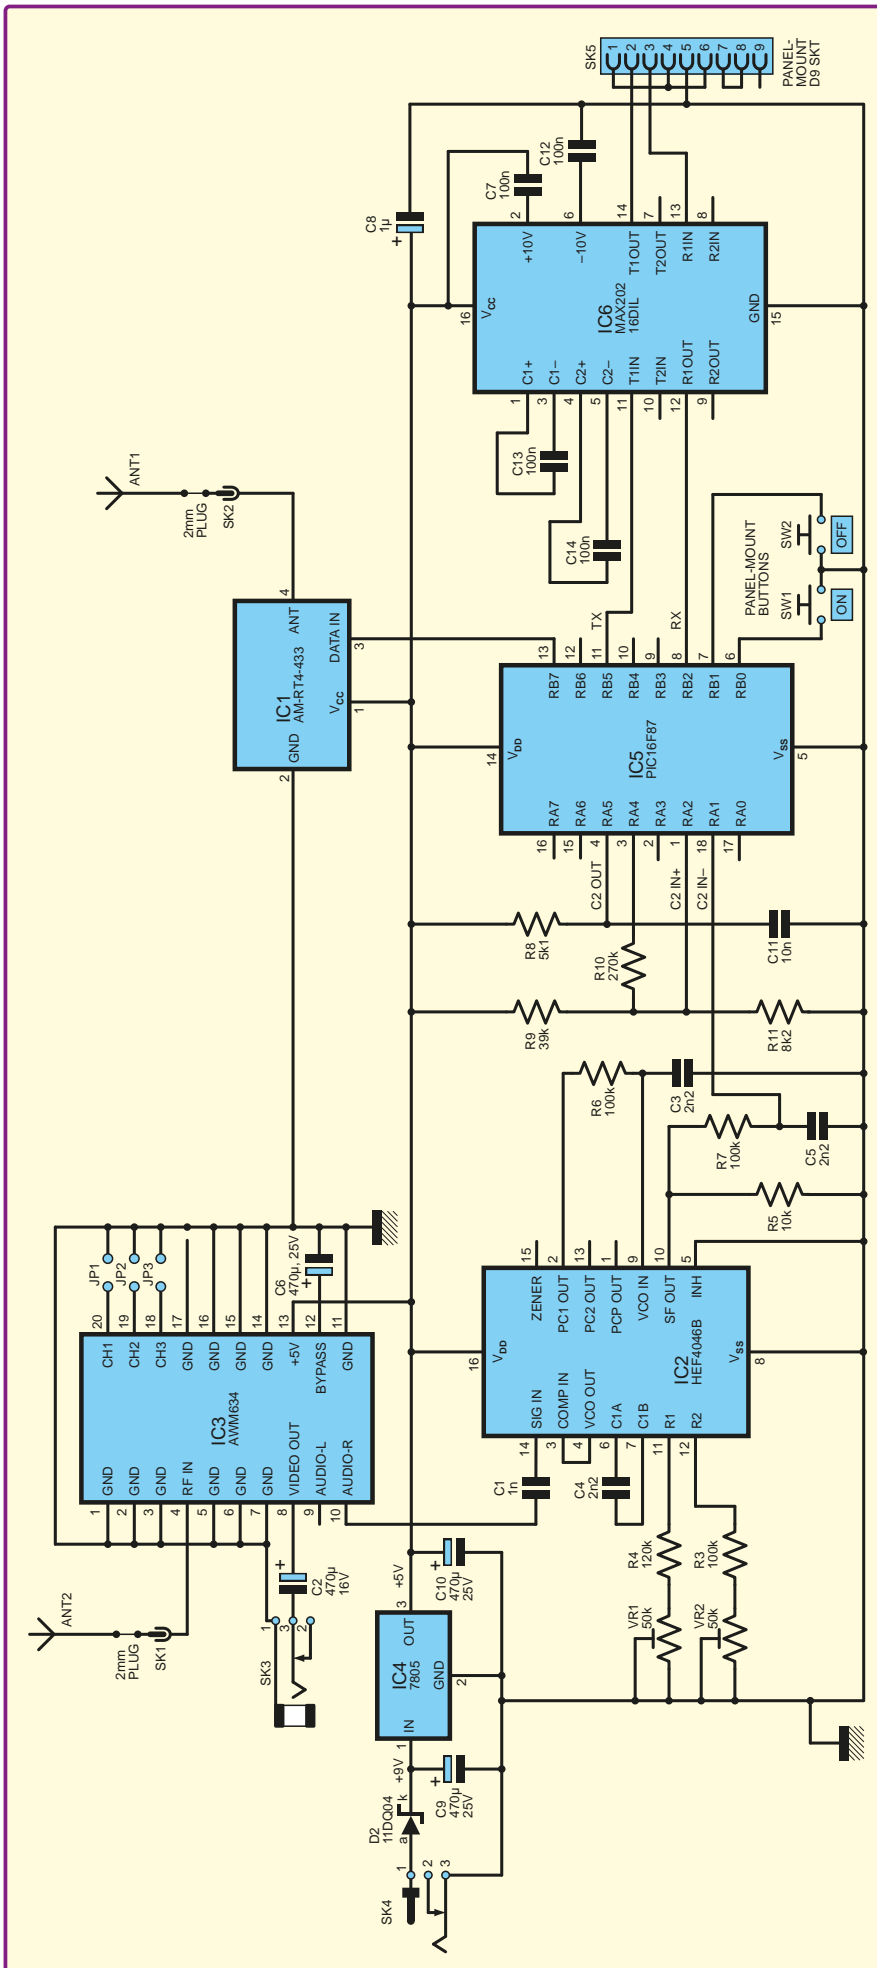 ANT2
2mm
PLUG
SK1
SK3
1
3
2
C2
470µ
16V
+
IC3
AWM634
1 GND
2 GND
3 GND
4 RF IN
5 GND
6 GND
7 GND
8 VIDEO OUT
9 AUDIO-L
10 AUDIO-R
CH1 20
CH2 19
CH3 18
GND 17
GND 16
GND 15
GND 14
+5V 13
BYPASS 12
GND 11
JP1
JP2
JP3
C6
470µ, 25V
+
IC1
AM-RT4-433
2 GND
ANT 4
DATA IN 3
VCC
1
ANT1
2mm
PLUG
SK2
SK4
1
2
3
D2
11DQ04
a
k
+9V
C9
470µ
25V
+
IC4
7805
1 IN
OUT 3
GND
2
+5V
C10
470µ
25V
+
C1
1n
C4
2n2
VR1
50k
R4
120k
VR2
50k
R3
100k
IC2
HEF4046B
16
VDD
14 SIG IN
3 COMP IN
4 VCO OUT
6 C1A
7 C1B
11 R1
12 R2
ZENER 15
PC1 OUT 2
PC2 OUT 13
PCP OUT 1
VCO IN 9
SF OUT 10
INH 5
VSS
8
R5
10k
R7
100k
C5
2n2
R6
100k
C3
2n2
R9
39k
R11
8k2
R10
270k
R8
5k1
C11
10n
C2 OUT
C2 IN+
C2 IN–
IC5
PIC16F87
14
VDD
16 RA7
15 RA6
4 RA5
3 RA4
2 RA3
1 RA2
18 RA1
17 RA0
RB7 13
RB6 12
RB5 11
RB4 10
RB3 9
RB2 8
RB1 7
RB0 6
VSS
5
TX
RX
PANEL-MOUNT
BUTTONS
SW1
ON
SW2
OFF
C13
100n
C14
100n
IC6
MAX202
16DIL
16
VCC
1 C1+
3 C1–
4 C2+
5 C2–
11 T1IN
10 T2IN
12 R1OUT
9 R2OUT
+10V 2
–10V 6
T1OUT 14
T2OUT 7
R1IN 13
R2IN 8
GND
15
C8
1µ
+
C7
100n
C12
100n
SK5
1
2
3
4
5
6
7
8
9
PANEL-
MOUNT
D9 SKT